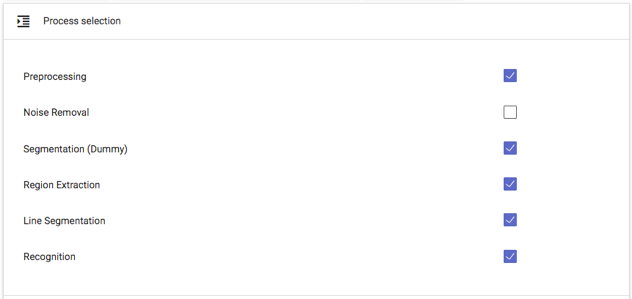 Process selection
Preprocessing
Noise Removal
Segmentation (Dummy)
Region Extraction
Line Segmentation
Recognition